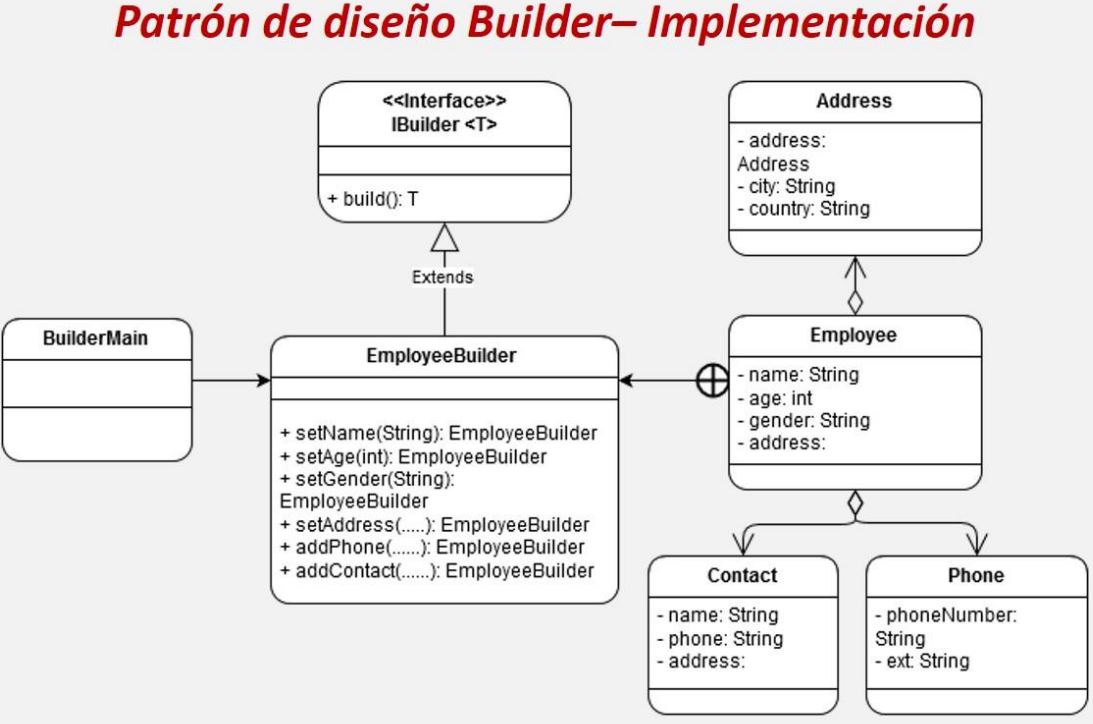 Patrón de diseño Builder– Implementación
<<Interface>>
IBuilder <T>
+ build(): T
Extends
Address
- address:
Address
- city: String
- country: String
BuilderMain
EmployeeBuilder
+ setName(String): EmployeeBuilder
+ setAge(int): EmployeeBuilder
+ setGender(String):
EmployeeBuilder
+ setAddress(.....): EmployeeBuilder
+ addPhone(......): EmployeeBuilder
+ addContact(......): EmployeeBuilder
Employee
- name: String
- age: int
- gender: String
- address:
Contact
- name: String
- phone: String
- address:
Phone
- phoneNumber:
String
- ext: String